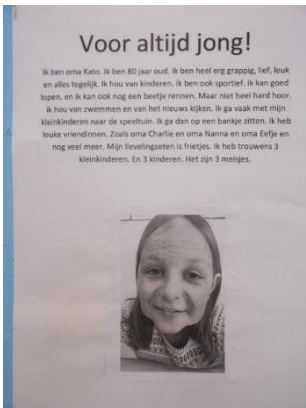 Voor altijd jong!
Ik ben oma Kato. Ik ben 80 jaar oud. Ik ben heel erg grappig, lief, leuk
en alles tegelijk. Ik hou van kinderen. Ik ben ook sportief. ik kan goed
lopen. en ik kan ook nog een beetje rennen. Maar niet heel hard hoor.
ik hou van zwemmen en van het nieuws kijken. Ik ga vaak met mijn
kleinkinderen naar de speeltuin. Ik ga dan op een bankje zitten. Ik heb
leuke vriendinnen. Zoals oma Charlie en oma Nanna en oma Eefje en
nog veel meer. Mijn lievelingseten is frietjes. Ik heb trouwens 3
kleinkinderen. En 3 kinderen. Het zijn 3 meisjes.